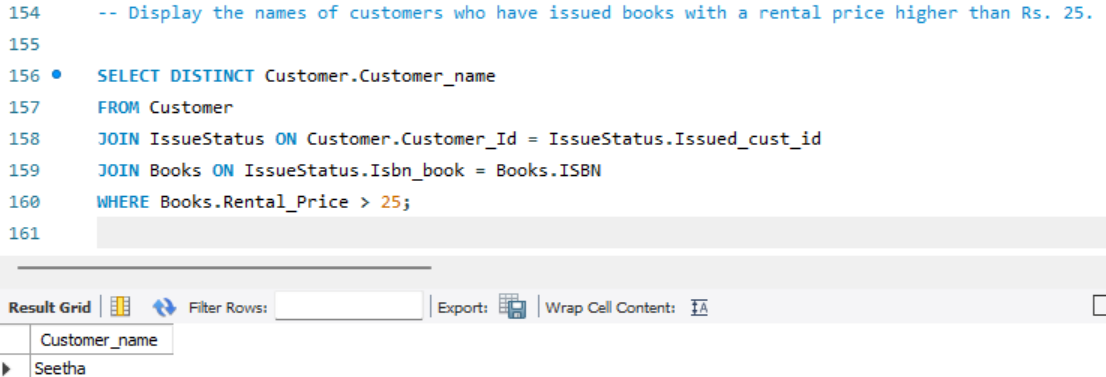 154 -- Display the names of customers who have issued books with a rental price higher than Rs. 25.
155
156 SELECT DISTINCT Customer.Customer_name
157 FROM Customer
158 JOIN IssueStatus ON Customer.Customer_Id = IssueStatus.Issued_cust_id
159 JOIN Books ON IssueStatus.Isbn_book = Books.ISBN
160 WHERE Books.Rental_Price > 25;
161
Result Grid Filter Rows: Export: Wrap Cell Content: IA
Customer_name
Seetha